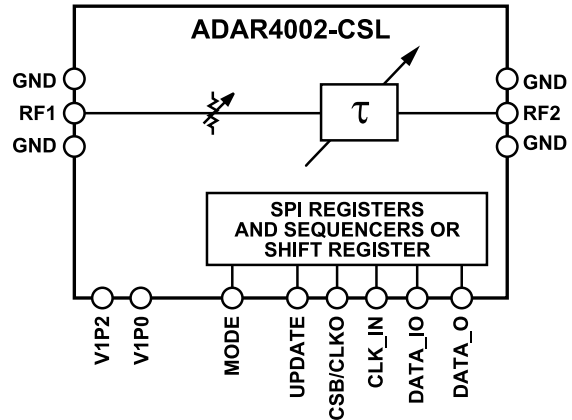 ADAR4002-CSL
GND
GND
RF1
RF2
GND
GND
τ
SPI REGISTERS
AND SEQUENCERS OR
SHIFT REGISTER
V1P2
V1P0
MODE
UPDATE
CSB/CLKO
CLK_IN
DATA_IO
DATA_O